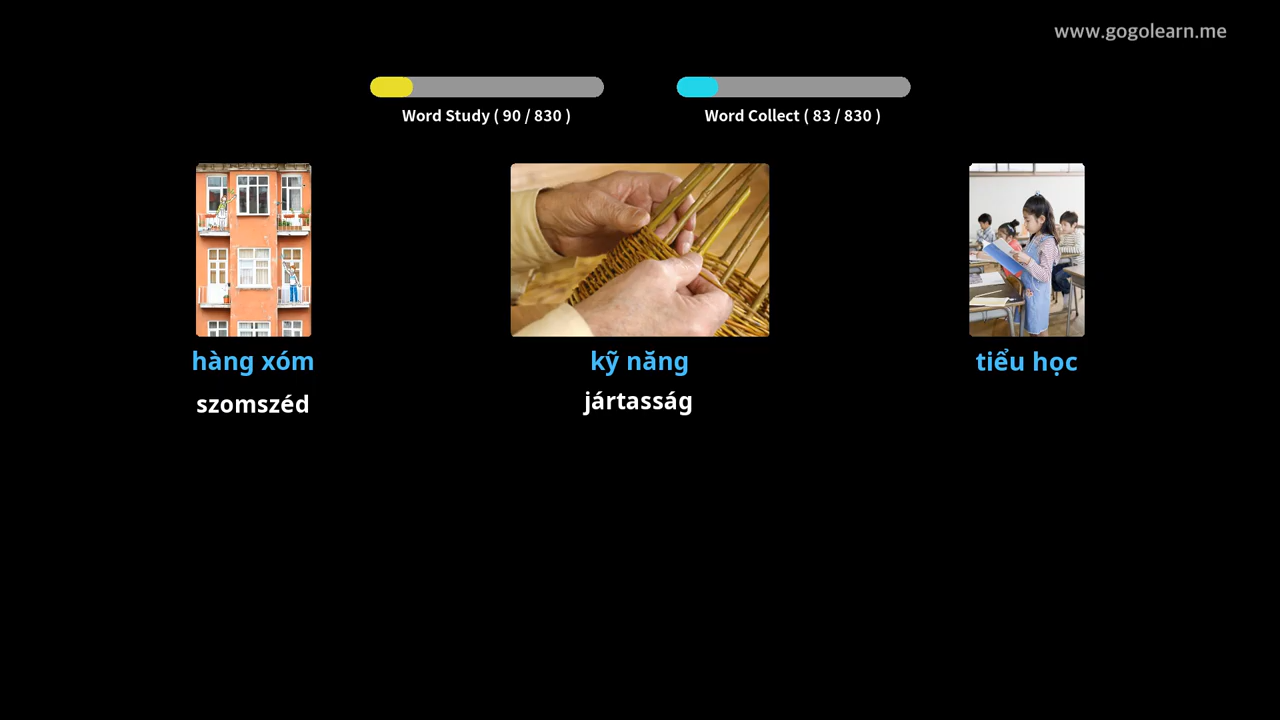 www.gogolearn.me
Word Study ( 90 / 830 )
Word Collect ( 83 / 830 )
hàng xóm
szomszéd
kỹ năng
jártasság
tiểu học